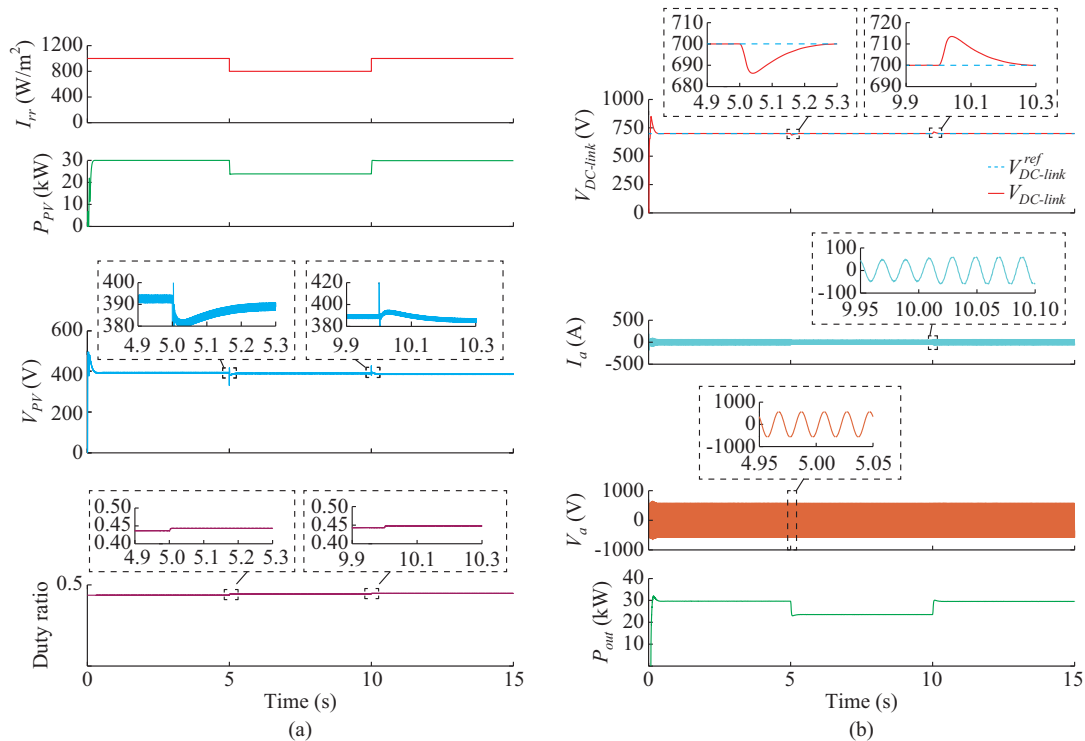 1200
800
400
0
I_rr (W/m²)
30
20
10
0
P_PV (kW)
400
390
380
4.9 5.0 5.1 5.2 5.3
420
400
380
9.9 10.1 10.3
600
400
200
0
V_PV (V)
0.50
0.45
0.40
4.9 5.0 5.1 5.2 5.3
0.50
0.45
0.40
9.9 10.1 10.3
0.5
Duty ratio
0 5 10 15
Time (s)
(a)
710
700
690
680
4.9 5.0 5.1 5.2 5.3
720
710
700
690
680
9.9 10.1 10.3
1000
750
500
250
0
V_DC-link (V)
V_DC-link^ref
V_DC-link
100
0
-100
9.95 10.00 10.05 10.10
500
0
-500
I_a (A)
1000
0
-1000
4.95 5.00 5.05
1000
0
-1000
V_a (V)
40
30
20
10
P_out (kW)
0 5 10 15
Time (s)
(b)